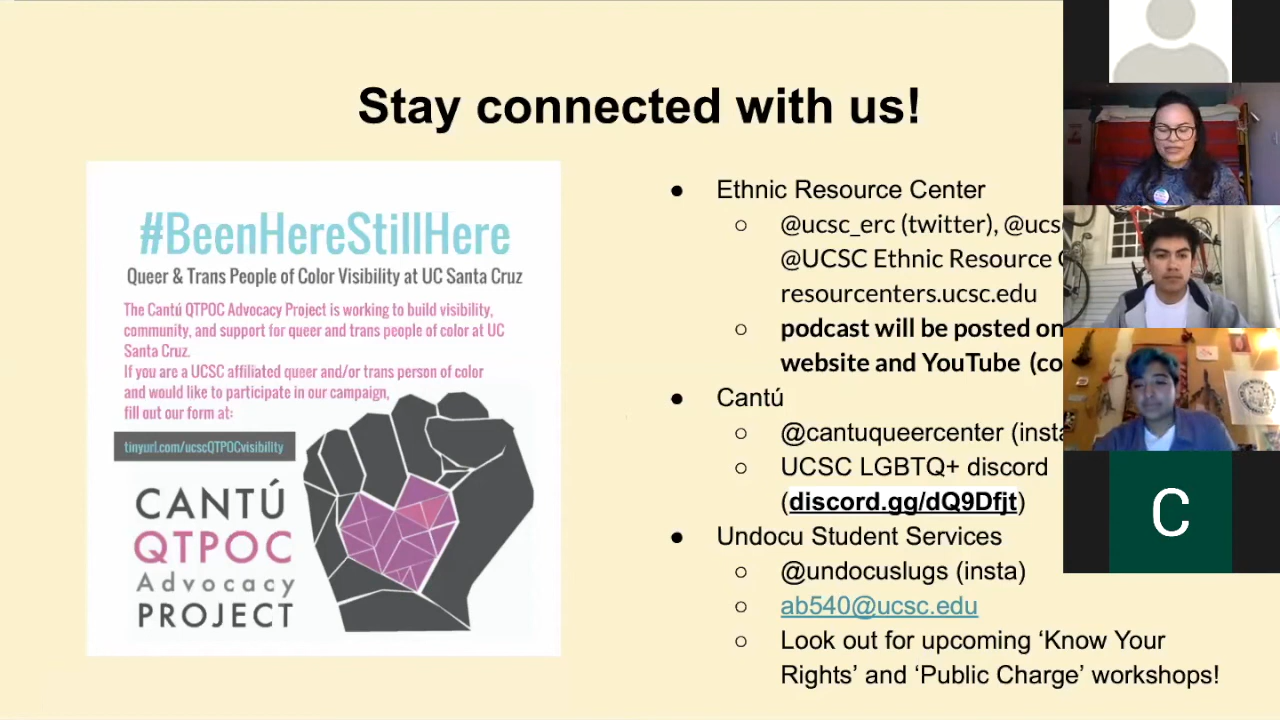 Stay connected with us!
#BeenHereStillHere
Queer & Trans People of Color Visibility at UC Santa Cruz
The Cantú QTPOC Advocacy Project is working to build visibility,
community, and support for queer and trans people of color at UC
Santa Cruz.
If you are a UCSC affiliated queer and/or trans person of color
and would like to participate in our campaign,
fill out our form at:
tinyurl.com/ucscQTPOCvisibility
CANTÚ
QTPOC
Advocacy
PROJECT
● Ethnic Resource Center
○ @ucsc_erc (twitter), @ucs
@UCSC Ethnic Resource
resourcenters.ucsc.edu
○ podcast will be posted on
website and YouTube (co
● Cantú
○ @cantuqueercenter (insta
○ UCSC LGBTQ+ discord
(discord.gg/dQ9Dfjt)
● Undocu Student Services
○ @undocuslugs (insta)
○ ab540@ucsc.edu
○ Look out for upcoming ‘Know Your
Rights’ and ‘Public Charge’ workshops!
C